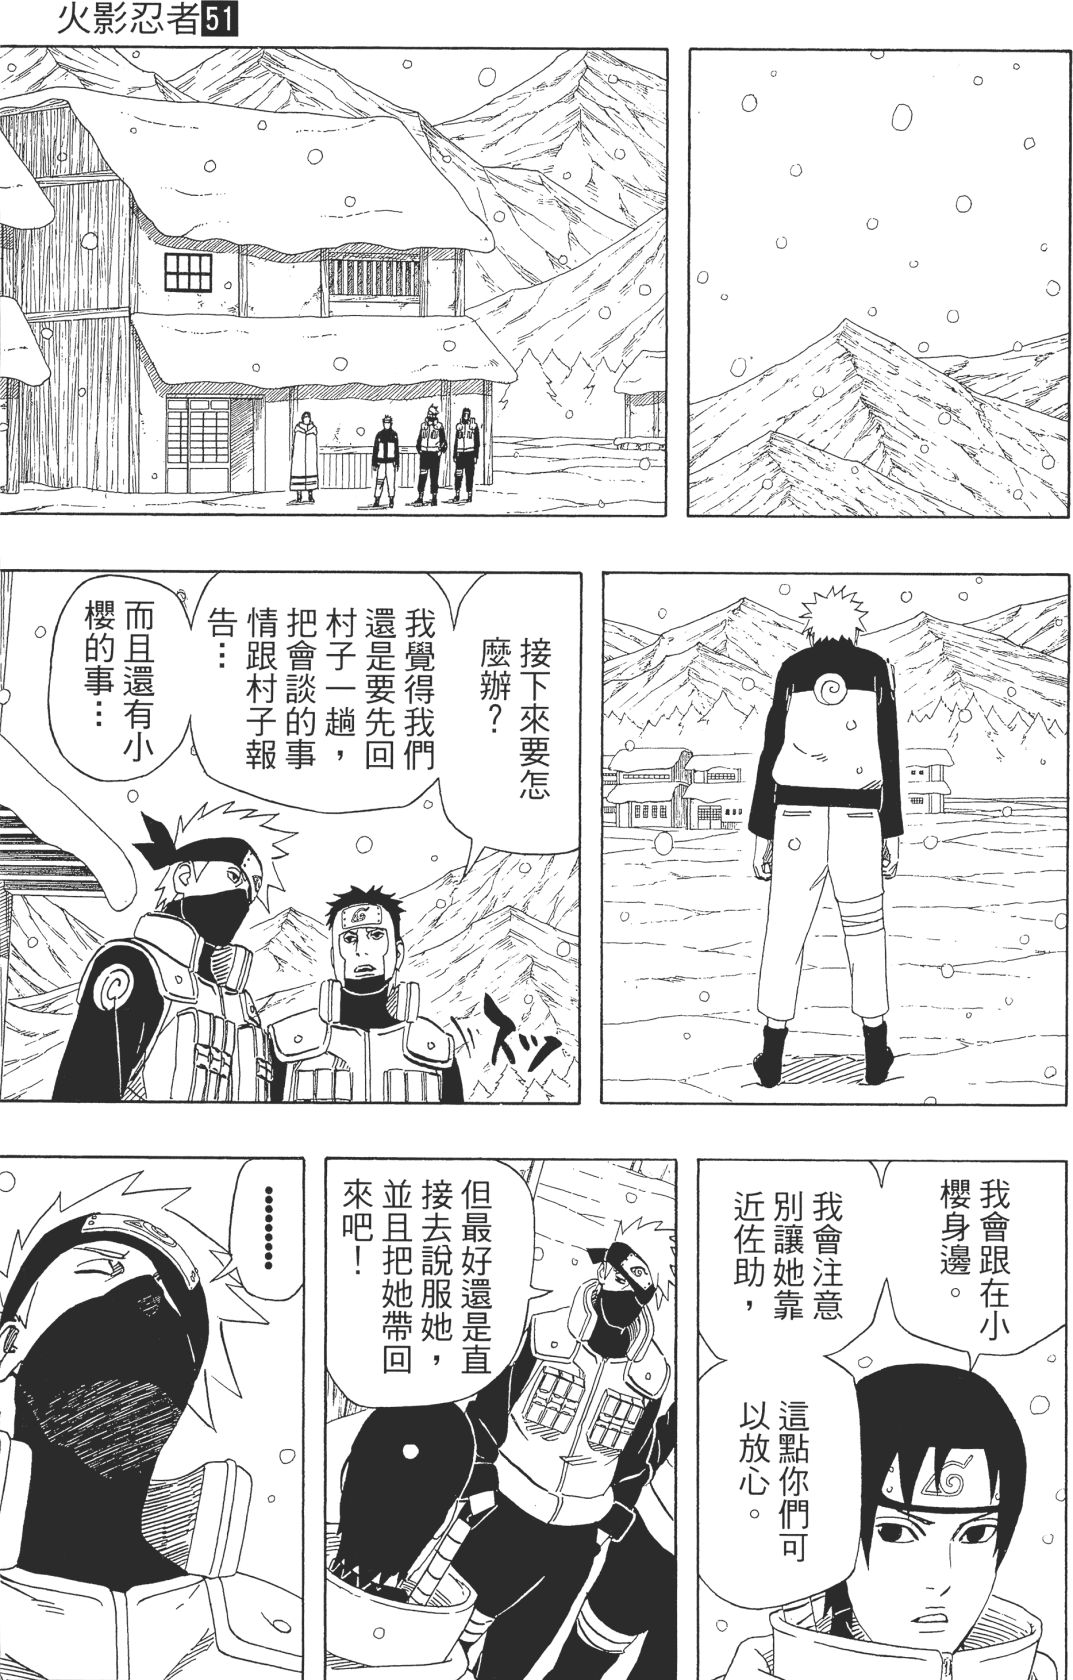 火影忍者51
接下來要怎
麼辦?
我覺得我們
還是要先回
村子一趟，
把會談的事
情跟村子報
告…
而且還有小
櫻的事…
ズッ
我會跟在小
櫻身邊。
我會注意
別讓她靠
近佐助，
這點你們可
以放心。
但最好還是直
接去說服她，
並且把她帶回
來吧！
………